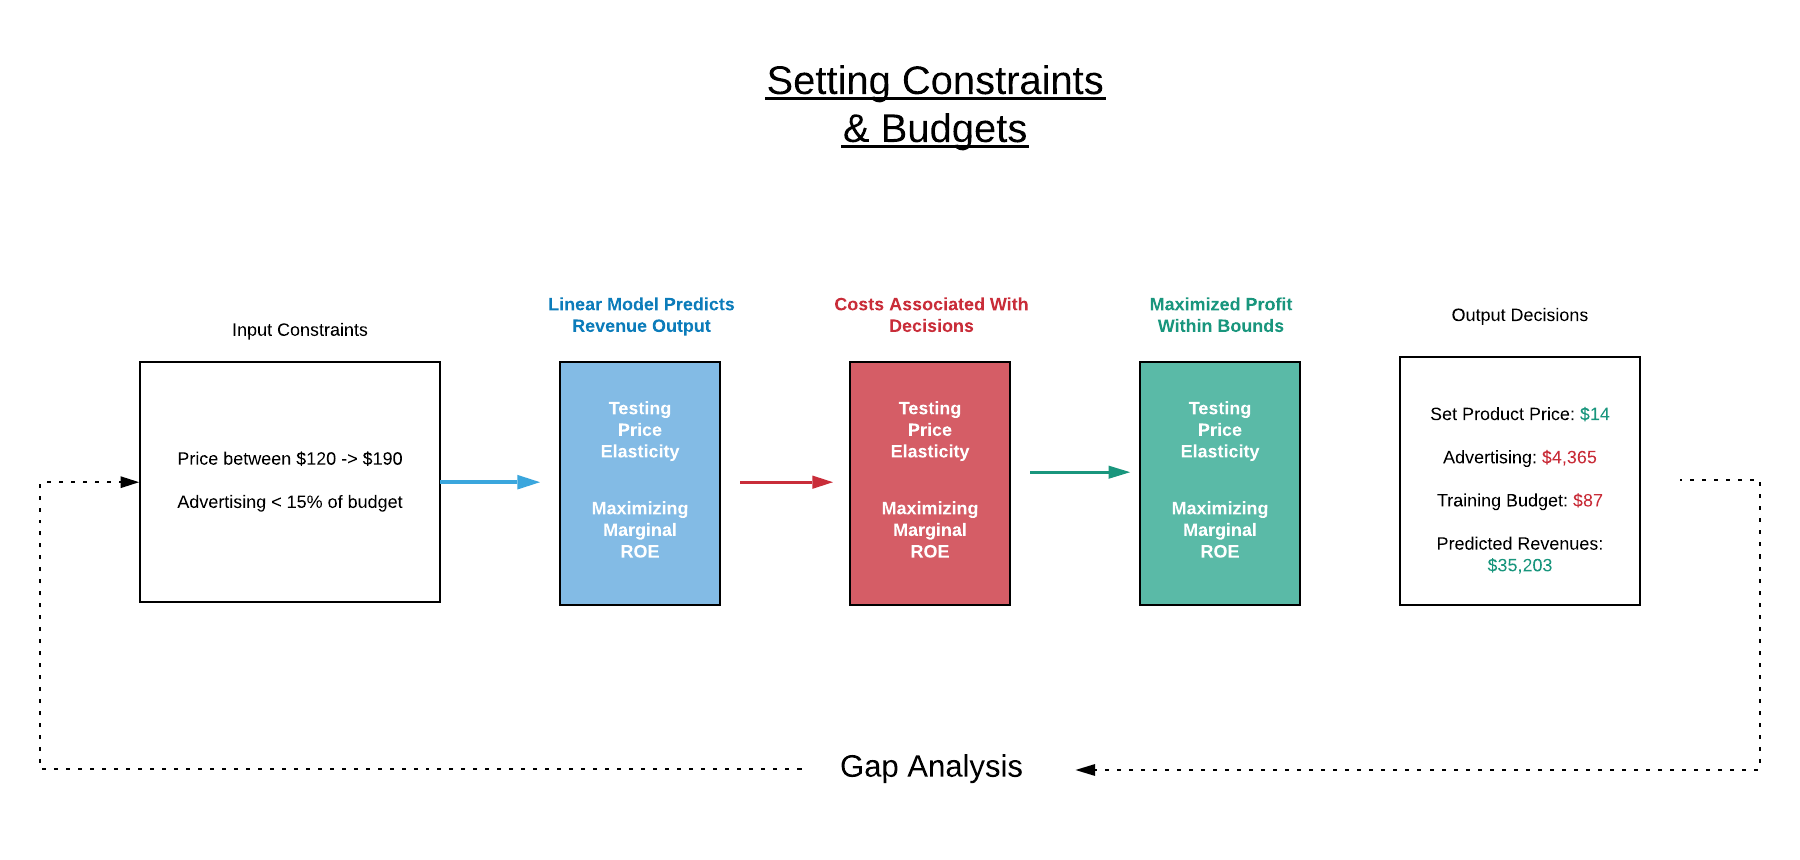 Setting Constraints
& Budgets
Input Constraints
Price between $120 -> $190
Advertising < 15% of budget
Linear Model Predicts
Revenue Output
Testing
Price
Elasticity
Maximizing
Marginal
ROE
Costs Associated With
Decisions
Testing
Price
Elasticity
Maximizing
Marginal
ROE
Maximized Profit
Within Bounds
Testing
Price
Elasticity
Maximizing
Marginal
ROE
Output Decisions
Set Product Price: $14
Advertising: $4,365
Training Budget: $87
Predicted Revenues:
$35,203
Gap Analysis